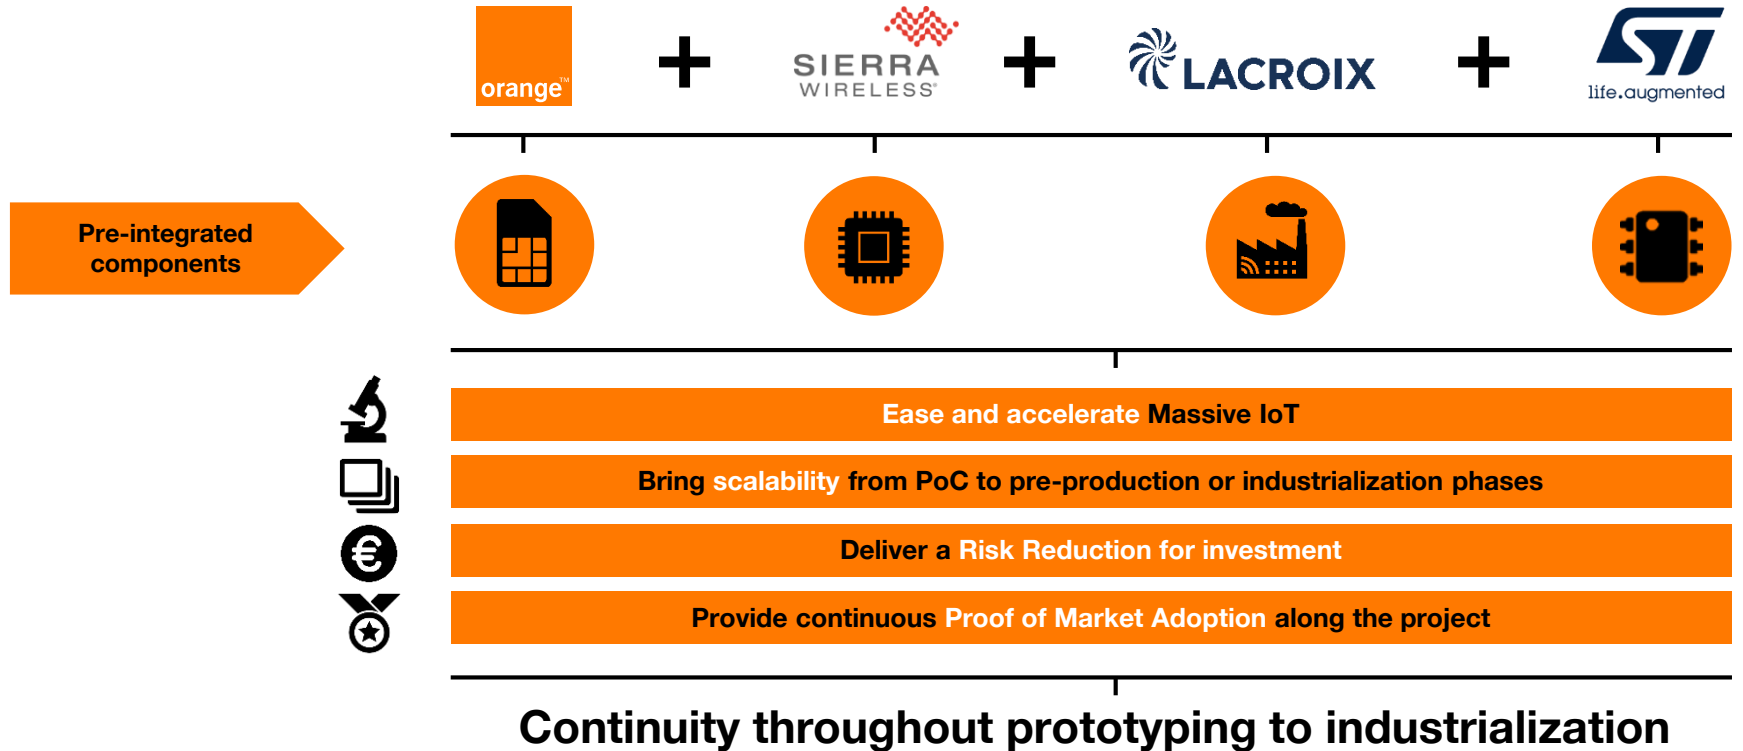 orange™
+
SIERRA
WIRELESS®
+
LACROIX
+
ST
life.augmented
Pre-integrated
components
Ease and accelerate Massive IoT
Bring scalability from PoC to pre-production or industrialization phases
€
Deliver a Risk Reduction for investment
Provide continuous Proof of Market Adoption along the project
Continuity throughout prototyping to industrialization